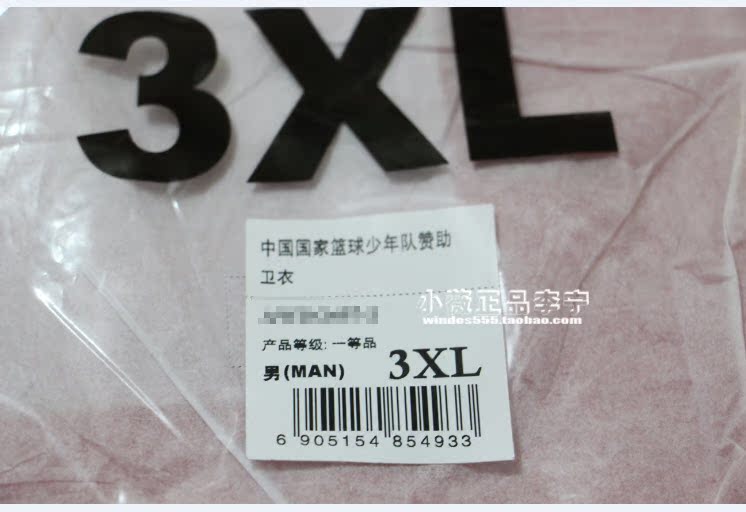 3XL
中国国家篮球少年队赞助
卫衣
小薇正品李宁
windes555.taobao.com
产品等级: 一等品
男(MAN) 3XL
6 905154 854933